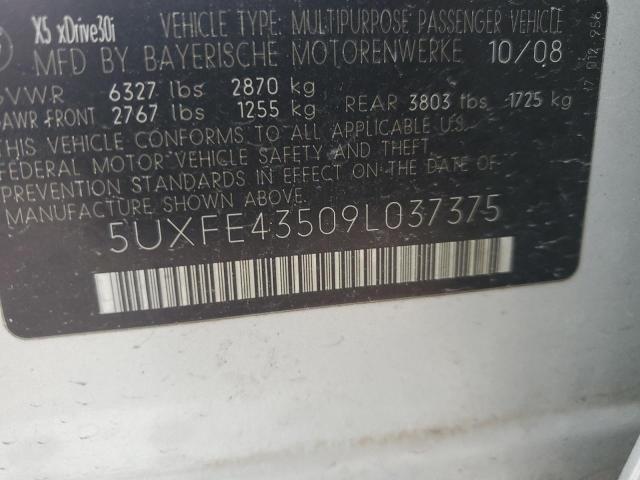 X5 xDrive30i
VEHICLE TYPE: MULTIPURPOSE PASSENGER VEHICLE
MFD BY BAYERISCHE MOTORENWERKE 10/08
GVWR 6327 lbs 2870 kg
GAWR FRONT 2767 lbs 1255 kg REAR 3803 lbs 1725 kg
THIS VEHICLE CONFORMS TO ALL APPLICABLE U.S.
FEDERAL MOTOR VEHICLE SAFETY AND THEFT
PREVENTION STANDARDS IN EFFECT ON THE DATE OF
MANUFACTURE SHOWN ABOVE.
5UXFE43509L037375